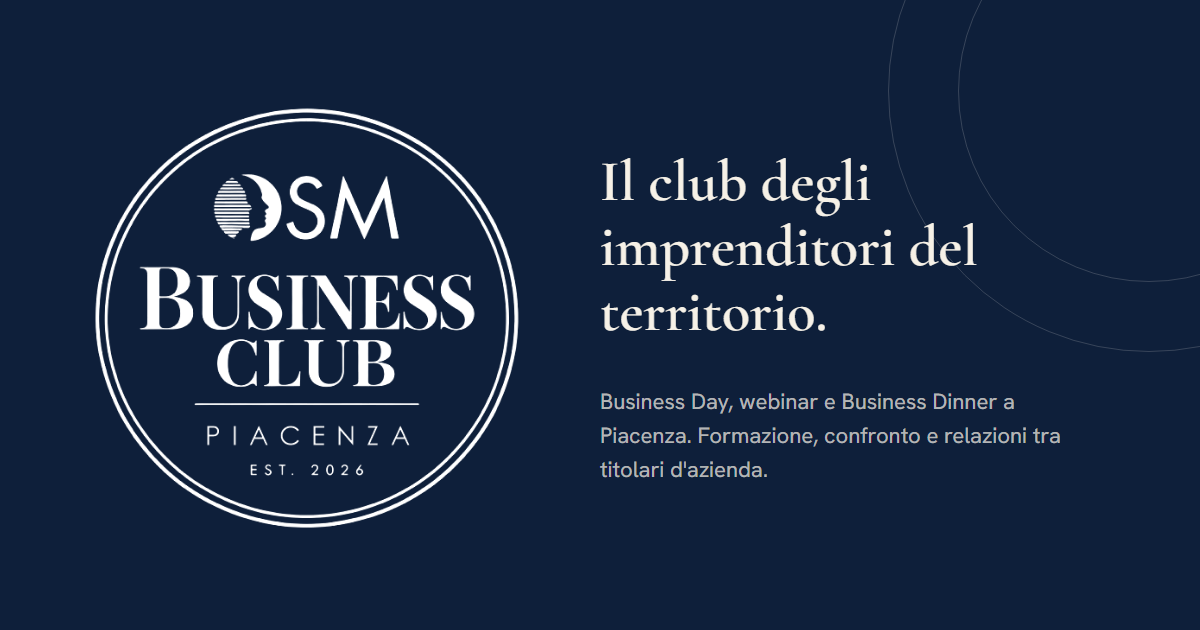 OSM
BUSINESS
CLUB
PIACENZA
EST. 2026
Il club degli
imprenditori del
territorio.
Business Day, webinar e Business Dinner a
Piacenza. Formazione, confronto e relazioni tra
titolari d'azienda.